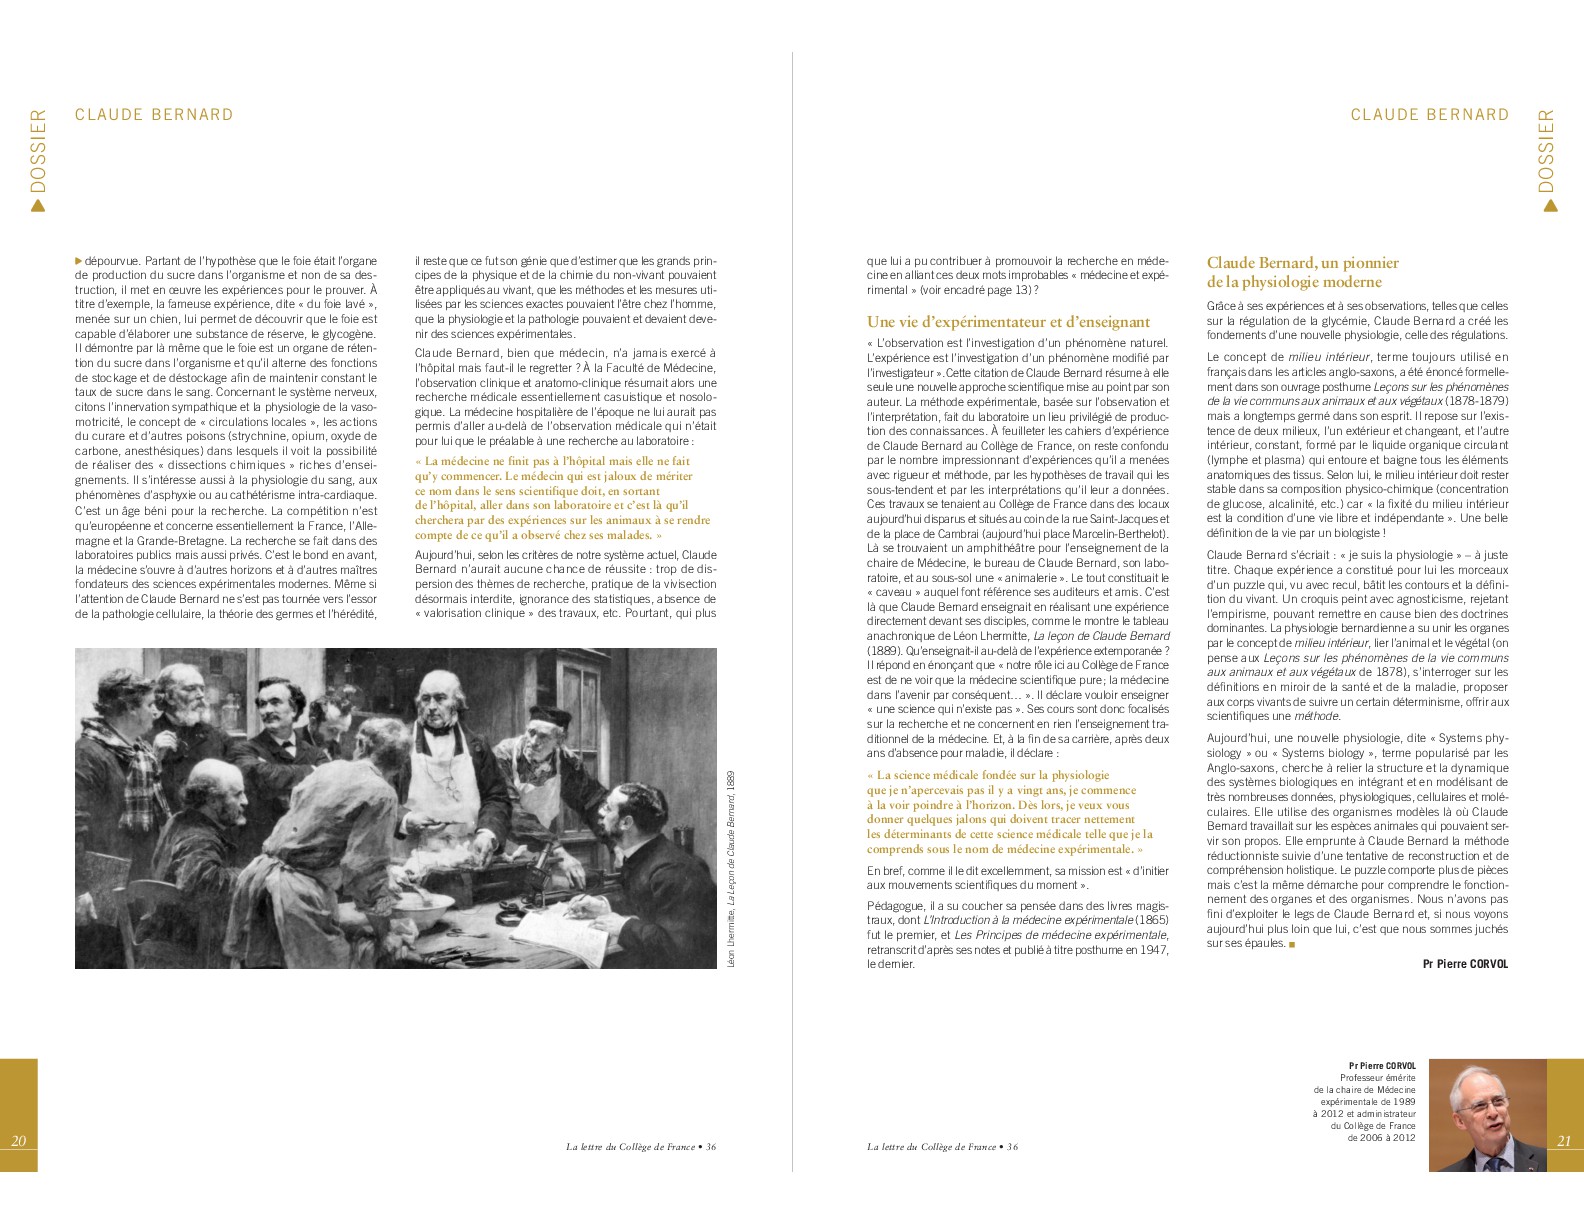 DOSSIER
CLAUDE BERNARD
dépourvue. Partant de l'hypothèse que le foie était l'organe
de production du sucre dans l'organisme et non de sa des-
truction, il met en œuvre les expériences pour le prouver. À
titre d'exemple, la fameuse expérience, dite « du foie lavé »,
menée sur un chien, lui permet de découvrir que le foie est
capable d'élaborer une substance de réserve, le glycogène.
Il démontre par là même que le foie est un organe de réten-
tion du sucre dans l'organisme et qu'il alterne des fonctions
de stockage et de déstockage afin de maintenir constant le
taux de sucre dans le sang. Concernant le système nerveux,
citons l'innervation sympathique et la physiologie de la vaso-
motricité, le concept de « circulations locales », les actions
du curare et d'autres poisons (strychnine, opium, oxyde de
carbone, anesthésiques) dans lesquels il voit la possibilité
de réaliser des « dissections chimiques » riches d'ensei-
gnements. Il s'intéresse aussi à la physiologie du sang, aux
phénomènes d'asphyxie ou au cathétérisme intra-cardiaque.
C'est un âge béni pour la recherche. La compétition n'est
qu'européenne et concerne essentiellement la France, l'Alle-
magne et la Grande-Bretagne. La recherche se fait dans des
laboratoires publics mais aussi privés. C'est le bond en avant,
la médecine s'ouvre à d'autres horizons et à d'autres maîtres
fondateurs des sciences expérimentales modernes. Même si
l'attention de Claude Bernard ne s'est pas tournée vers l'essor
de la pathologie cellulaire, la théorie des germes et l'hérédité,
il reste que ce fut son génie que d'estimer que les grands prin-
cipes de la physique et de la chimie du non-vivant pouvaient
être appliqués au vivant, que les méthodes et les mesures uti-
lisées par les sciences exactes pouvaient l'être chez l'homme,
que la physiologie et la pathologie pouvaient et devaient deve-
nir des sciences expérimentales.
Claude Bernard, bien que médecin, n'a jamais exercé à
l'hôpital mais faut-il le regretter ? À la Faculté de Médecine,
l'observation clinique et anatomo-clinique résumait alors une
recherche médicale essentiellement casuistique et nosolo-
gique. La médecine hospitalière de l'époque ne lui aurait pas
permis d'aller au-delà de l'observation médicale qui n'était
pour lui que le préalable à une recherche au laboratoire :
« La médecine ne finit pas à l'hôpital mais elle ne fait
qu'y commencer. Le médecin qui est jaloux de mériter
ce nom dans le sens scientifique doit, en sortant
de l'hôpital, aller dans son laboratoire et c'est là qu'il
cherchera par des expériences sur les animaux à se rendre
compte de ce qu'il a observé chez ses malades. »
Aujourd'hui, selon les critères de notre système actuel, Claude
Bernard n'aurait aucune chance de réussite : trop de dis-
persion des thèmes de recherche, pratique de la vivisection
désormais interdite, ignorance des statistiques, absence de
« valorisation clinique » des travaux, etc. Pourtant, qui plus
Léon Lhermitte, La Leçon de Claude Bernard, 1889
20
La lettre du Collège de France • 36
CLAUDE BERNARD
DOSSIER
que lui a pu contribuer à promouvoir la recherche en méde-
cine en alliant ces deux mots improbables « médecine et expé-
rimental » (voir encadré page 13) ?
Une vie d'expérimentateur et d'enseignant
« L'observation est l'investigation d'un phénomène naturel.
L'expérience est l'investigation d'un phénomène modifié par
l'investigateur ». Cette citation de Claude Bernard résume à elle
seule une nouvelle approche scientifique mise au point par son
auteur. La méthode expérimentale, basée sur l'observation et
l'interprétation, fait du laboratoire un lieu privilégié de produc-
tion des connaissances. À feuilleter les cahiers d'expérience
de Claude Bernard au Collège de France, on reste confondu
par le nombre impressionnant d'expériences qu'il a menées
avec rigueur et méthode, par les hypothèses de travail qui les
sous-tendent et par les interprétations qu'il leur a données.
Ces travaux se tenaient au Collège de France dans des locaux
aujourd'hui disparus et situés au coin de la rue Saint-Jacques et
de la place de Cambrai (aujourd'hui place Marcelin-Berthelot).
Là se trouvaient un amphithéâtre pour l'enseignement de la
chaire de Médecine, le bureau de Claude Bernard, son labo-
ratoire, et au sous-sol une « animalerie ». Le tout constituait le
« caveau » auquel font référence ses auditeurs et amis. C'est
là que Claude Bernard enseignait en réalisant une expérience
directement devant ses disciples, comme le montre le tableau
anachronique de Léon Lhermitte, La leçon de Claude Bernard
(1889). Qu'enseignait-il au-delà de l'expérience extemporanée ?
Il répond en énonçant que « notre rôle ici au Collège de France
est de ne voir que la médecine scientifique pure ; la médecine
dans l'avenir par conséquent… ». Il déclare vouloir enseigner
« une science qui n'existe pas ». Ses cours sont donc focalisés
sur la recherche et ne concernent en rien l'enseignement tra-
ditionnel de la médecine. Et, à la fin de sa carrière, après deux
ans d'absence pour maladie, il déclare :
« La science médicale fondée sur la physiologie
que je n'apercevais pas il y a vingt ans, je commence
à la voir poindre à l'horizon. Dès lors, je veux vous
donner quelques jalons qui doivent tracer nettement
les déterminants de cette science médicale telle que je la
comprends sous le nom de médecine expérimentale. »
En bref, comme il le dit excellemment, sa mission est « d'initier
aux mouvements scientifiques du moment ».
Pédagogue, il a su coucher sa pensée dans des livres magis-
traux, dont L'Introduction à la médecine expérimentale (1865)
fut le premier, et Les Principes de médecine expérimentale,
retranscrit d'après ses notes et publié à titre posthume en 1947,
le dernier.
Claude Bernard, un pionnier
de la physiologie moderne
Grâce à ses expériences et à ses observations, telles que celles
sur la régulation de la glycémie, Claude Bernard a créé les
fondements d'une nouvelle physiologie, celle des régulations.
Le concept de milieu intérieur, terme toujours utilisé en
français dans les articles anglo-saxons, a été énoncé formelle-
ment dans son ouvrage posthume Leçons sur les phénomènes
de la vie communs aux animaux et aux végétaux (1878-1879)
mais a longtemps germé dans son esprit. Il repose sur l'exis-
tence de deux milieux, l'un extérieur et changeant, et l'autre
intérieur, constant, formé par le liquide organique circulant
(lymphe et plasma) qui entoure et baigne tous les éléments
anatomiques des tissus. Selon lui, le milieu intérieur doit rester
stable dans sa composition physico-chimique (concentration
de glucose, alcalinité, etc.) car « la fixité du milieu intérieur
est la condition d'une vie libre et indépendante ». Une belle
définition de la vie par un biologiste !
Claude Bernard s'écriait : « je suis la physiologie » – à juste
titre. Chaque expérience a constitué pour lui les morceaux
d'un puzzle qui, vu avec recul, bâtit les contours et la défini-
tion du vivant. Un croquis peint avec agnosticisme, rejetant
l'empirisme, pouvant remettre en cause bien des doctrines
dominantes. La physiologie bernardienne a su unir les organes
par le concept de milieu intérieur, lier l'animal et le végétal (on
pense aux Leçons sur les phénomènes de la vie communs
aux animaux et aux végétaux de 1878), s'interroger sur les
définitions en miroir de la santé et de la maladie, proposer
aux corps vivants de suivre un certain déterminisme, offrir aux
scientifiques une méthode.
Aujourd'hui, une nouvelle physiologie, dite « Systems phy-
siology » ou « Systems biology », terme popularisé par les
Anglo-saxons, cherche à relier la structure et la dynamique
des systèmes biologiques en intégrant et en modélisant de
très nombreuses données, physiologiques, cellulaires et molé-
culaires. Elle utilise des organismes modèles là où Claude
Bernard travaillait sur les espèces animales qui pouvaient ser-
vir son propos. Elle emprunte à Claude Bernard la méthode
réductionniste suivie d'une tentative de reconstruction et de
compréhension holistique. Le puzzle comporte plus de pièces
mais c'est la même démarche pour comprendre le fonction-
nement des organes et des organismes. Nous n'avons pas
fini d'exploiter le legs de Claude Bernard et, si nous voyons
aujourd'hui plus loin que lui, c'est que nous sommes juchés
sur ses épaules.
Pr Pierre CORVOL
Pr Pierre CORVOL
Professeur émérite
de la chaire de Médecine
expérimentale de 1989
à 2012 et administrateur
du Collège de France
de 2006 à 2012
La lettre du Collège de France • 36
21